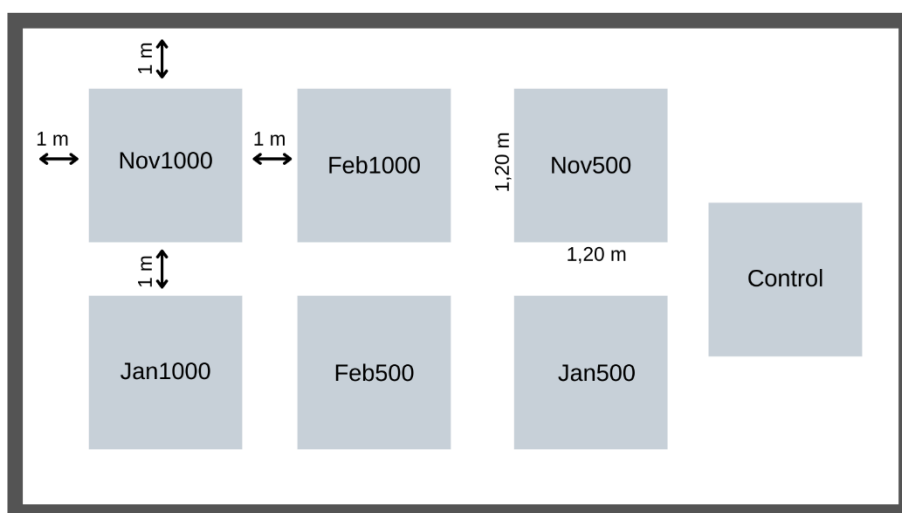 1 m
1 m
1 m
Nov1000
Feb1000
1,20 m
Nov500
1 m
1,20 m
Control
Jan1000
Feb500
Jan500